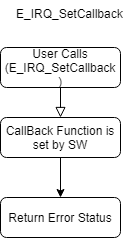 E_IRQ_SetCallback
User Calls
(E_IRQ_SetCallback
)
CallBack Function is
set by SW
Return Error Status